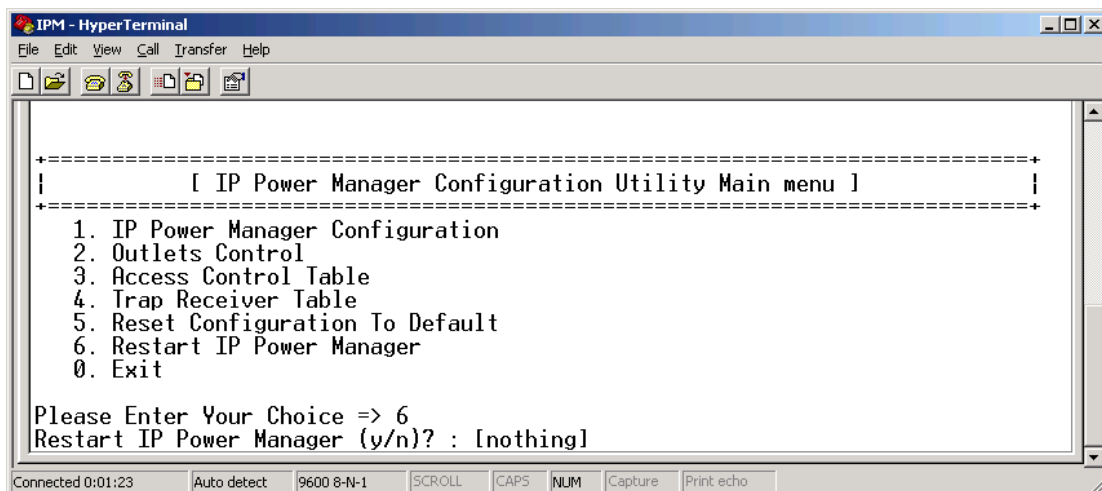 IPM - HyperTerminal
File Edit View Call Transfer Help
+============================================================================+
| [ IP Power Manager Configuration Utility Main menu ] |
+============================================================================+
1. IP Power Manager Configuration
2. Outlets Control
3. Access Control Table
4. Trap Receiver Table
5. Reset Configuration To Default
6. Restart IP Power Manager
0. Exit
Please Enter Your Choice => 6
Restart IP Power Manager (y/n)? : [nothing]
Connected 0:01:23 Auto detect 9600 8-N-1 SCROLL CAPS NUM Capture Print echo